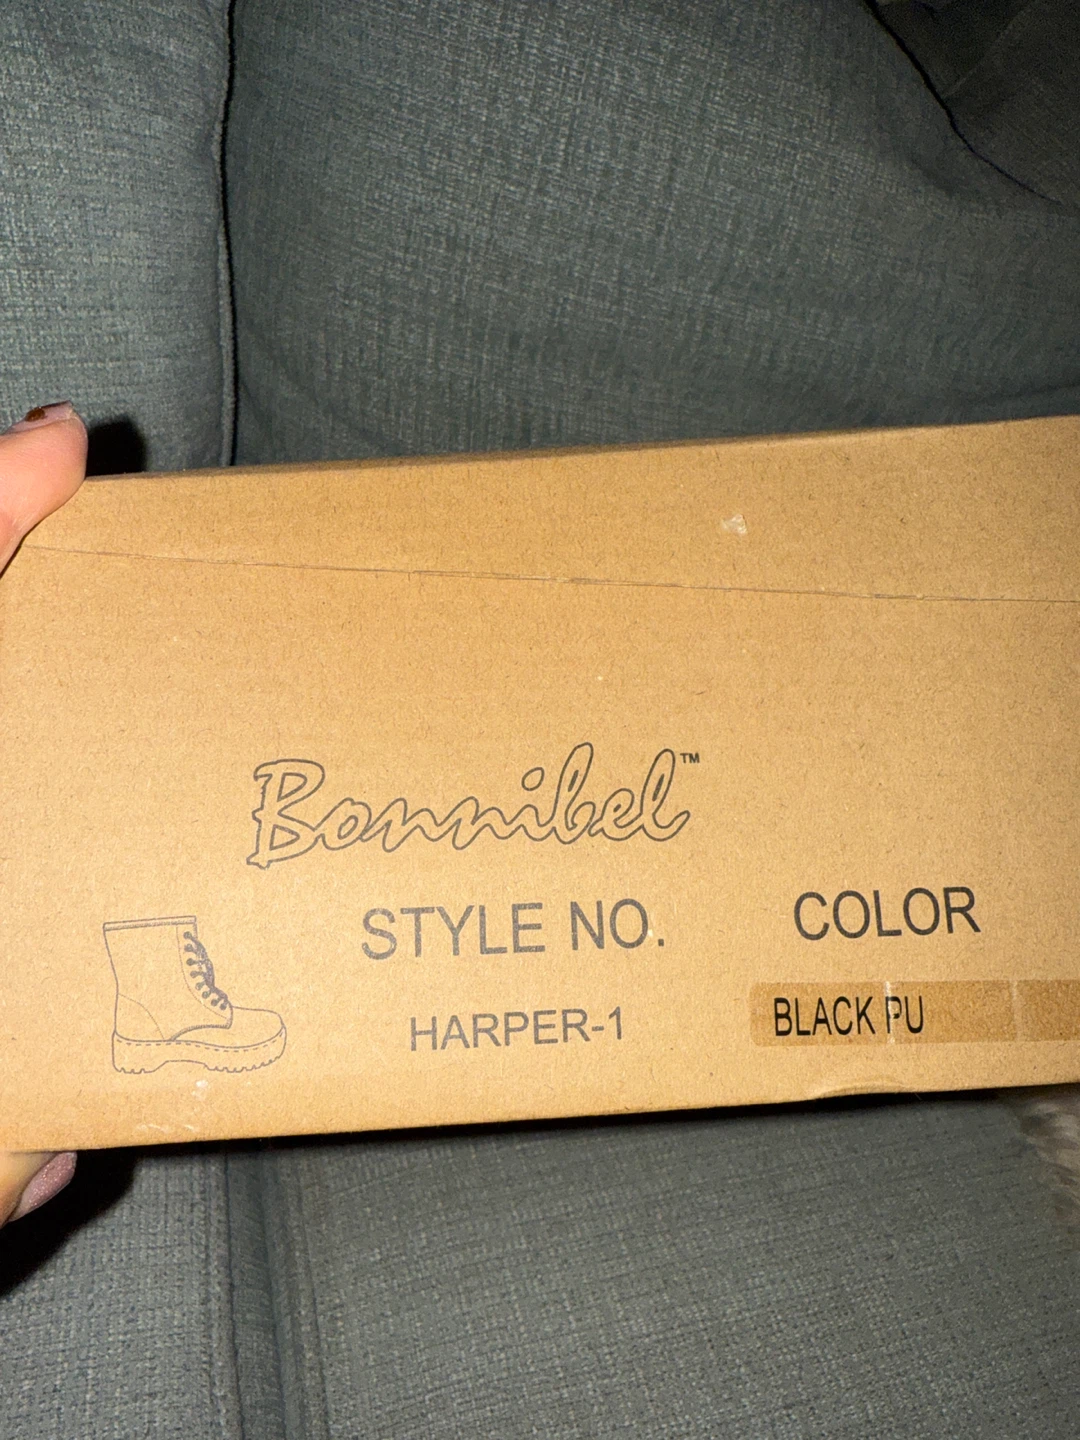 Bonnibel™
STYLE NO.
COLOR
HARPER-1
BLACK PU